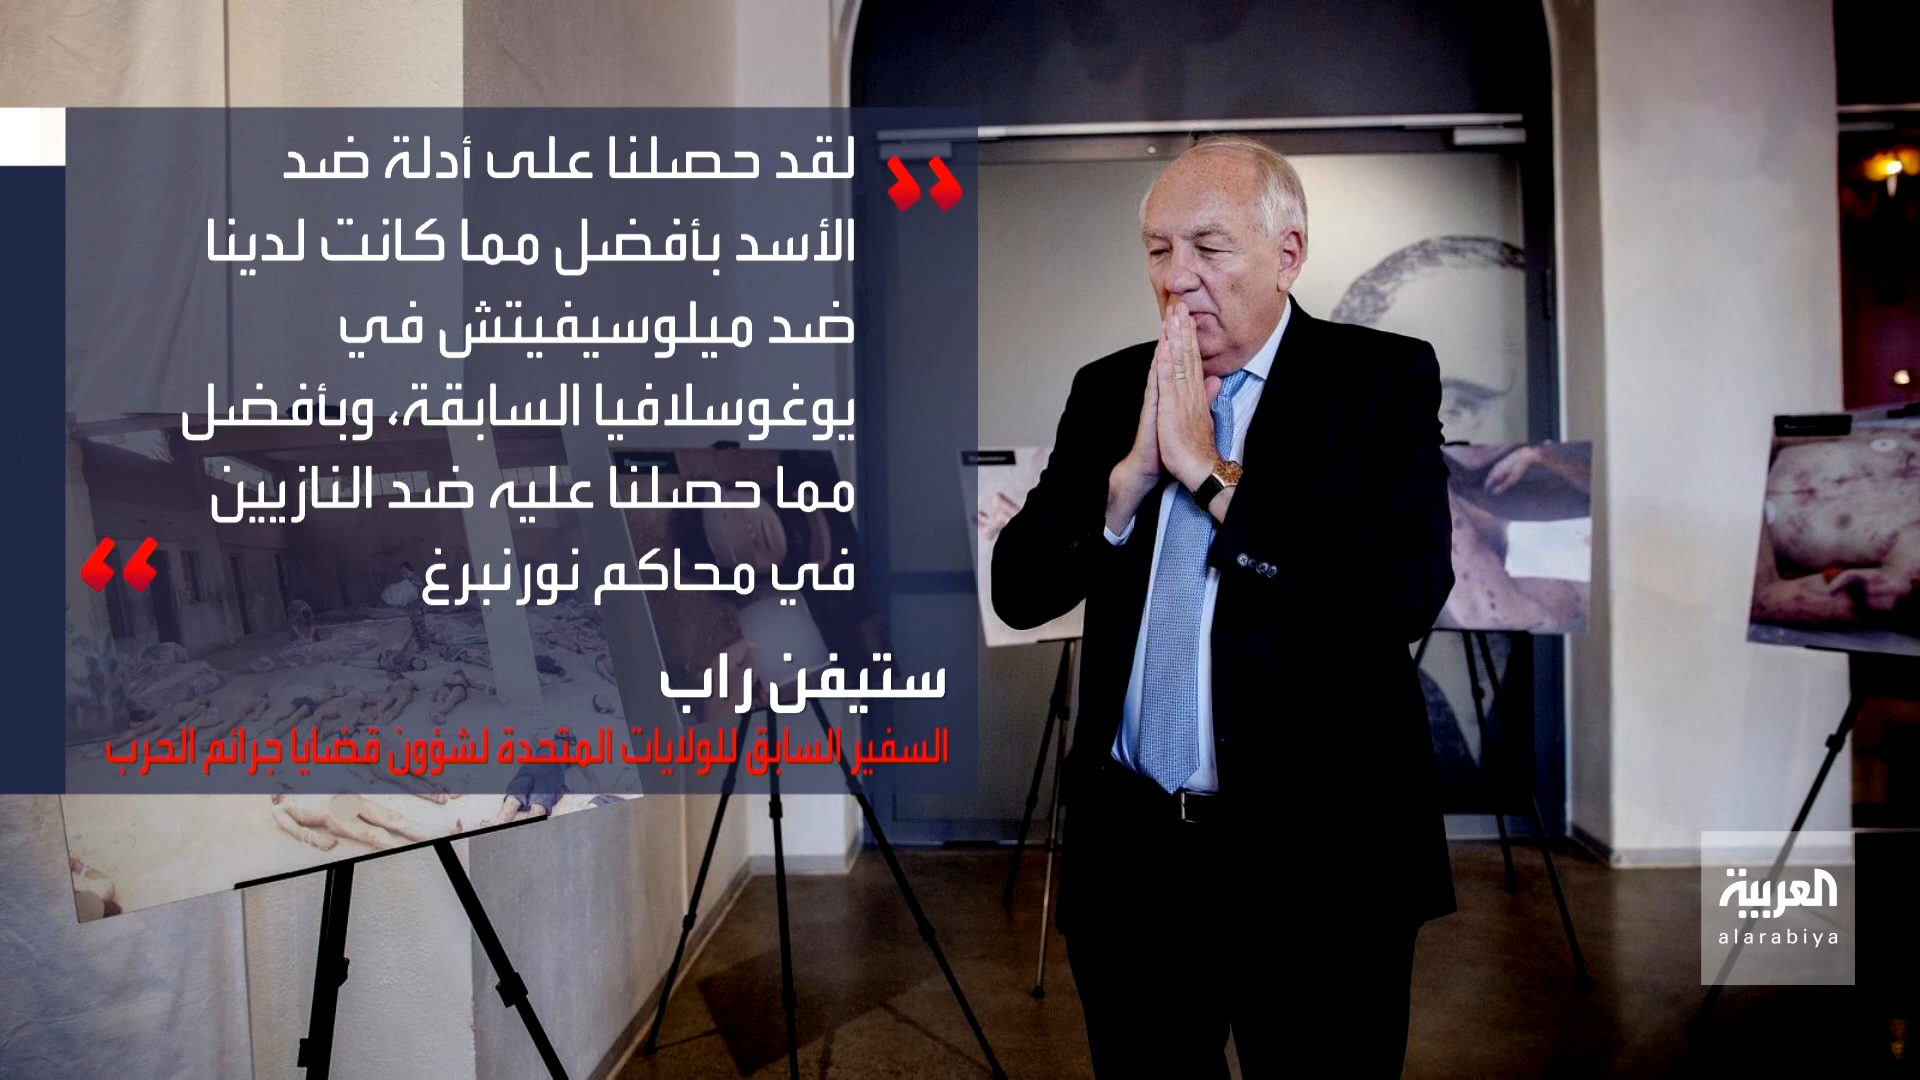 لقد حصلنا على أدلة ضد
الأسد بأفضل مما كانت لدينا
ضد ميلوسيفيتش في
يوغوسلافيا السابقة، وبأفضل
مما حصلنا عليه ضد النازيين
في محاكم نورنبرغ
ستيفن راب
السفير السابق للولايات المتحدة لشؤون قضايا جرائم الحرب
العربية
alarabiya